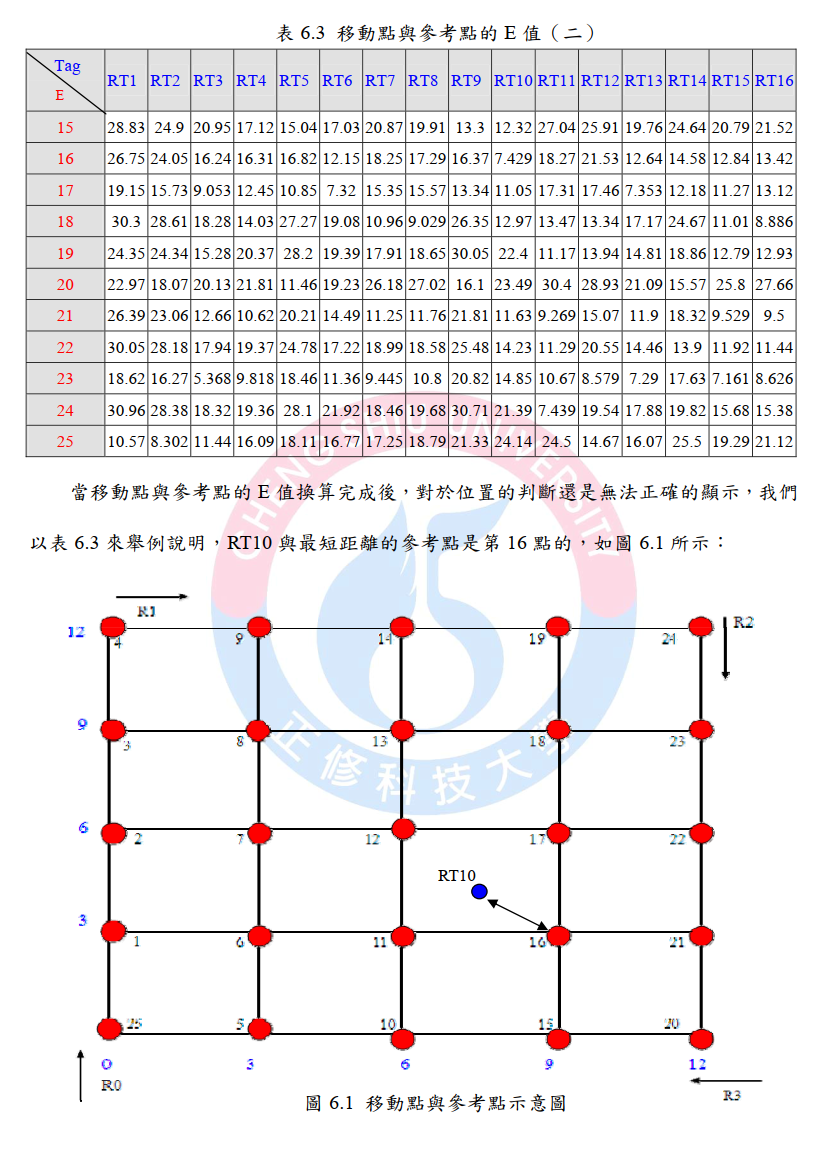 表 6.3 移動點與參考點的 E 值（二）
Tag E RT1 RT2 RT3 RT4 RT5 RT6 RT7 RT8 RT9 RT10 RT11 RT12 RT13 RT14 RT15 RT16
15 28.83 24.9 20.95 17.12 15.04 17.03 20.87 19.91 13.3 12.32 27.04 25.91 19.76 24.64 20.79 21.52
16 26.75 24.05 16.24 16.31 16.82 12.15 18.25 17.29 16.37 7.429 18.27 21.53 12.64 14.58 12.84 13.42
17 19.15 15.73 9.053 12.45 10.85 7.32 15.35 15.57 13.34 11.05 17.31 17.46 7.353 12.18 11.27 13.12
18 30.3 28.61 18.28 14.03 27.27 19.08 10.96 9.029 26.35 12.97 13.47 13.34 17.17 24.67 11.01 8.886
19 24.35 24.34 15.28 20.37 28.2 19.39 17.91 18.65 30.05 22.4 11.17 13.94 14.81 18.86 12.79 12.93
20 22.97 18.07 20.13 21.81 11.46 19.23 26.18 27.02 16.1 23.49 30.4 28.93 21.09 15.57 25.8 27.66
21 26.39 23.06 12.66 10.62 20.21 14.49 11.25 11.76 21.81 11.63 9.269 15.07 11.9 18.32 9.529 9.5
22 30.05 28.18 17.94 19.37 24.78 17.22 18.99 18.58 25.48 14.23 11.29 20.55 14.46 13.9 11.92 11.44
23 18.62 16.27 5.368 9.818 18.46 11.36 9.445 10.8 20.82 14.85 10.67 8.579 7.29 17.63 7.161 8.626
24 30.96 28.38 18.32 19.36 28.1 21.92 18.46 19.68 30.71 21.39 7.439 19.54 17.88 19.82 15.68 15.38
25 10.57 8.302 11.44 16.09 18.11 16.77 17.25 18.79 21.33 24.14 24.5 14.67 16.07 25.5 19.29 21.12
當移動點與參考點的 E 值換算完成後，對於位置的判斷還是無法正確的顯示，我們
以表 6.3 來舉例說明，RT10 與最短距離的參考點是第 16 點的，如圖 6.1 所示：
CHENG SHIU UNIVERSITY
正修科技大學
R1
R2
12 4 9 14 19 24
9 3 8 13 18 23
6 2 7 12 17 22
RT10
3 1 6 11 16 21
25 5 10 15 20
0 3 6 9 12
R0
R3
圖 6.1 移動點與參考點示意圖